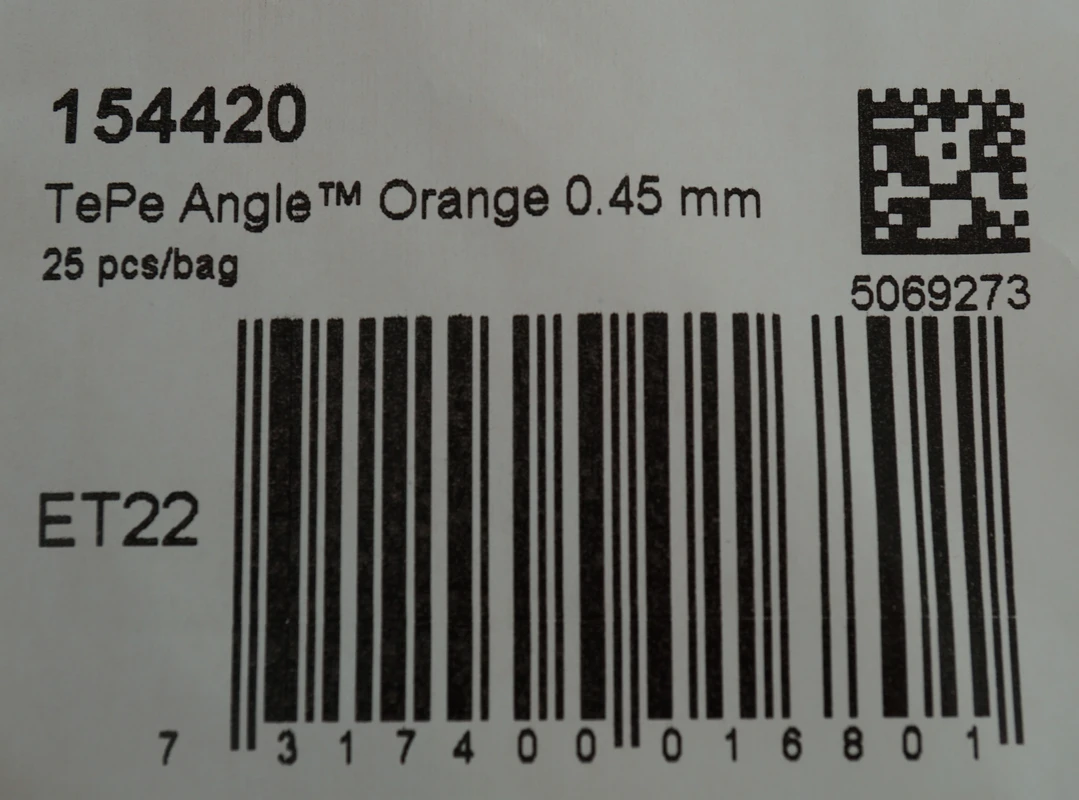 154420
TePe Angle™ Orange 0.45 mm
25 pcs/bag
5069273
ET22
7 317400 016801